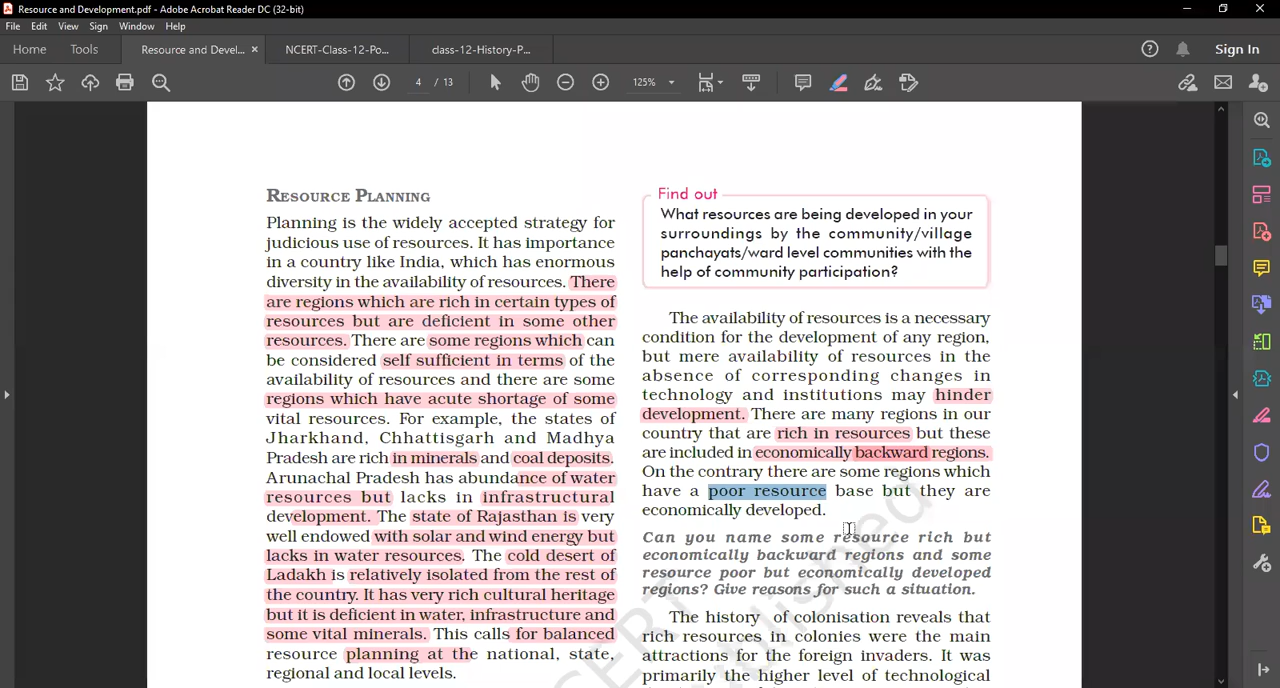 Resource and Development.pdf - Adobe Acrobat Reader DC (32-bit)
File Edit View Sign Window Help
Home Tools Resource and Devel... × NCERT-Class-12-Po... class-12-History-P... Sign In
4 / 13 125%
RESOURCE PLANNING
Planning is the widely accepted strategy for
judicious use of resources. It has importance
in a country like India, which has enormous
diversity in the availability of resources. There
are regions which are rich in certain types of
resources but are deficient in some other
resources. There are some regions which can
be considered self sufficient in terms of the
availability of resources and there are some
regions which have acute shortage of some
vital resources. For example, the states of
Jharkhand, Chhattisgarh and Madhya
Pradesh are rich in minerals and coal deposits.
Arunachal Pradesh has abundance of water
resources but lacks in infrastructural
development. The state of Rajasthan is very
well endowed with solar and wind energy but
lacks in water resources. The cold desert of
Ladakh is relatively isolated from the rest of
the country. It has very rich cultural heritage
but it is deficient in water, infrastructure and
some vital minerals. This calls for balanced
resource planning at the national, state,
regional and local levels.
Find out
What resources are being developed in your
surroundings by the community/village
panchayats/ward level communities with the
help of community participation?
The availability of resources is a necessary
condition for the development of any region,
but mere availability of resources in the
absence of corresponding changes in
technology and institutions may hinder
development. There are many regions in our
country that are rich in resources but these
are included in economically backward regions.
On the contrary there are some regions which
have a poor resource base but they are
economically developed.
Can you name some resource rich but
economically backward regions and some
resource poor but economically developed
regions? Give reasons for such a situation.
The history of colonisation reveals that
rich resources in colonies were the main
attractions for the foreign invaders. It was
primarily the higher level of technological